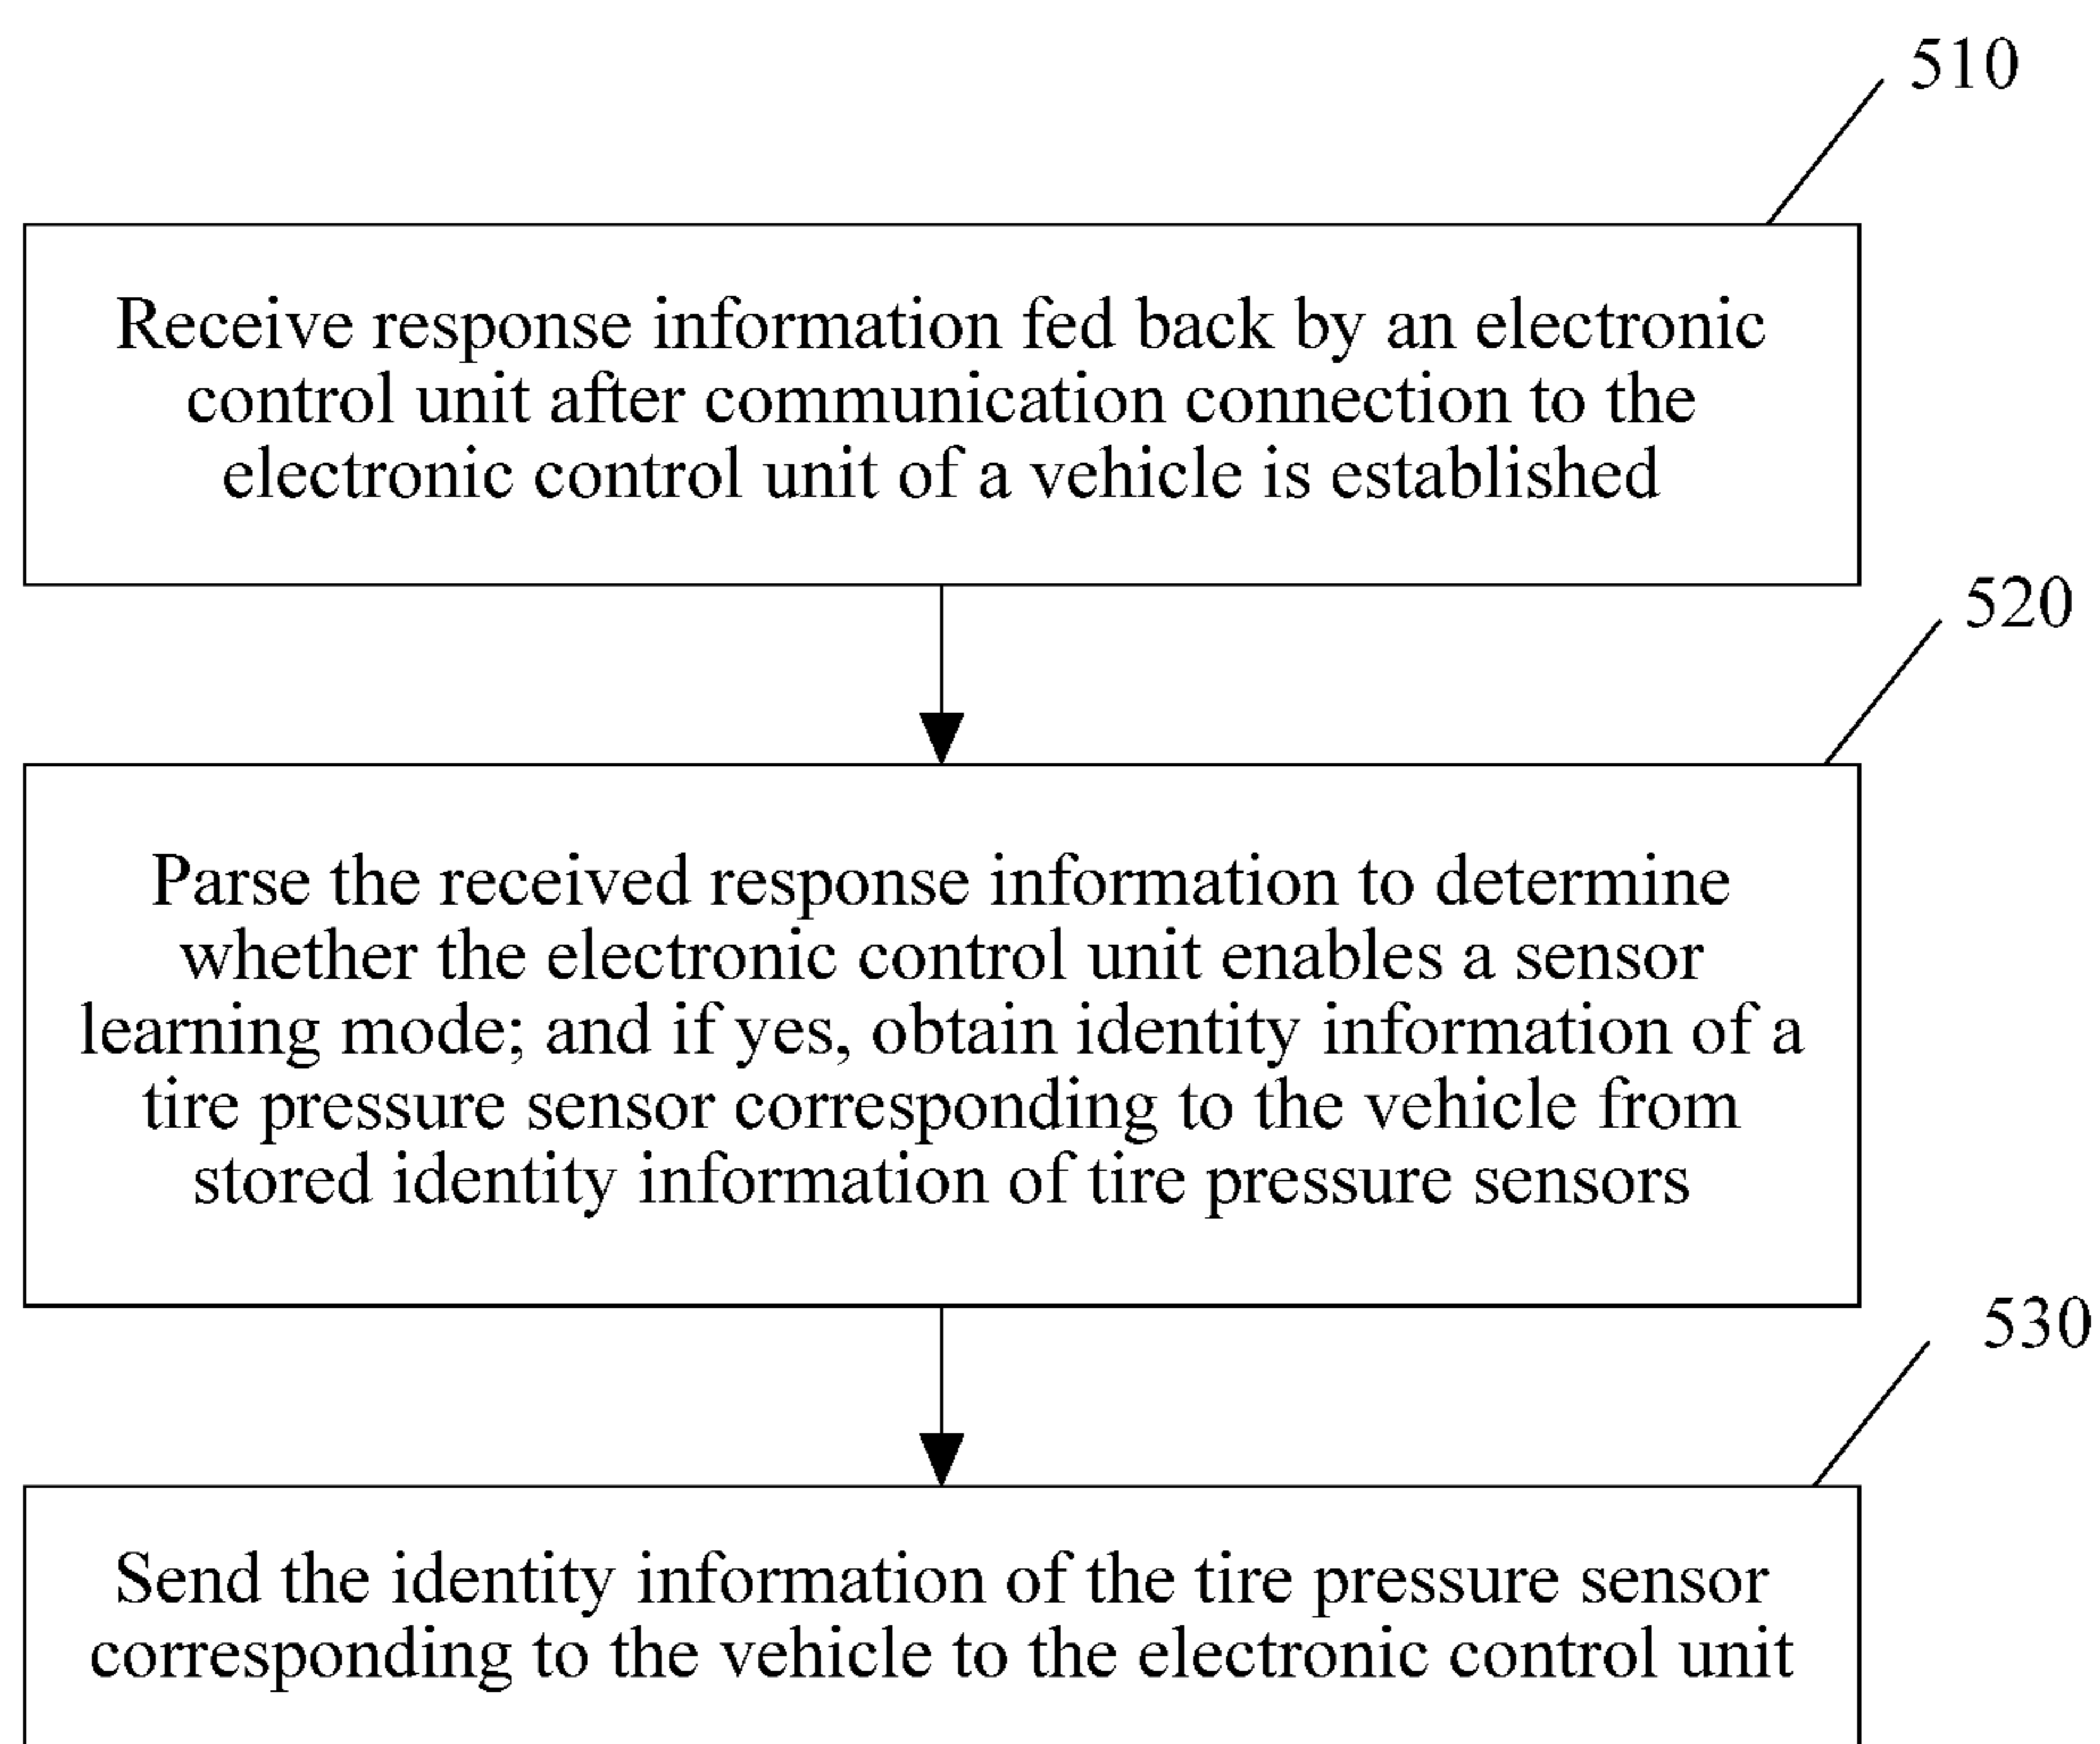 510
Receive response information fed back by an electronic
control unit after communication connection to the
electronic control unit of a vehicle is established
520
Parse the received response information to determine
whether the electronic control unit enables a sensor
learning mode; and if yes, obtain identity information of a
tire pressure sensor corresponding to the vehicle from
stored identity information of tire pressure sensors
530
Send the identity information of the tire pressure sensor
corresponding to the vehicle to the electronic control unit